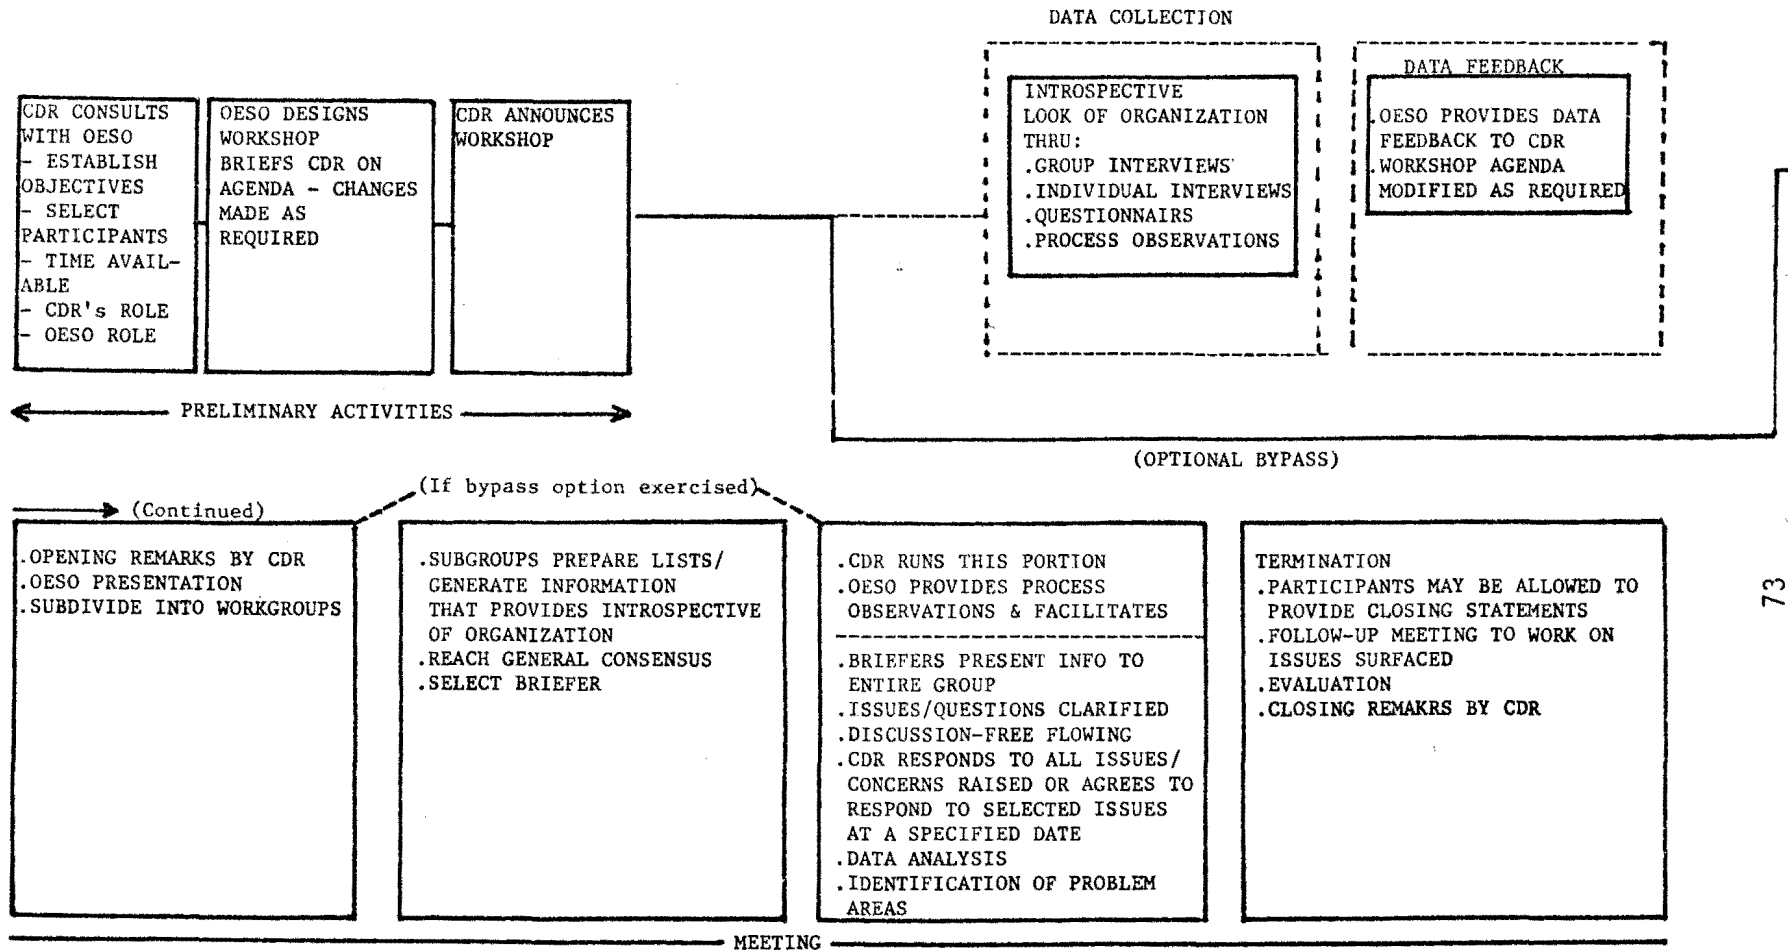 DATA COLLECTION
CDR CONSULTS
WITH OESO
- ESTABLISH
OBJECTIVES
- SELECT
PARTICIPANTS
- TIME AVAIL-
ABLE
- CDR's ROLE
- OESO ROLE
OESO DESIGNS
WORKSHOP
BRIEFS CDR ON
AGENDA - CHANGES
MADE AS
REQUIRED
CDR ANNOUNCES
WORKSHOP
INTROSPECTIVE
LOOK OF ORGANIZATION
THRU:
.GROUP INTERVIEWS
.INDIVIDUAL INTERVIEWS
.QUESTIONNAIRS
.PROCESS OBSERVATIONS
DATA FEEDBACK
.OESO PROVIDES DATA
FEEDBACK TO CDR
.WORKSHOP AGENDA
MODIFIED AS REQUIRED
PRELIMINARY ACTIVITIES
(OPTIONAL BYPASS)
(If bypass option exercised)
(Continued)
.OPENING REMARKS BY CDR
.OESO PRESENTATION
.SUBDIVIDE INTO WORKGROUPS
.SUBGROUPS PREPARE LISTS/
GENERATE INFORMATION
THAT PROVIDES INTROSPECTIVE
OF ORGANIZATION
.REACH GENERAL CONSENSUS
.SELECT BRIEFER
.CDR RUNS THIS PORTION
.OESO PROVIDES PROCESS
OBSERVATIONS & FACILITATES
.BRIEFERS PRESENT INFO TO
ENTIRE GROUP
.ISSUES/QUESTIONS CLARIFIED
.DISCUSSION-FREE FLOWING
.CDR RESPONDS TO ALL ISSUES/
CONCERNS RAISED OR AGREES TO
RESPOND TO SELECTED ISSUES
AT A SPECIFIED DATE
.DATA ANALYSIS
.IDENTIFICATION OF PROBLEM
AREAS
TERMINATION
.PARTICIPANTS MAY BE ALLOWED TO
PROVIDE CLOSING STATEMENTS
.FOLLOW-UP MEETING TO WORK ON
ISSUES SURFACED
.EVALUATION
.CLOSING REMAKRS BY CDR
MEETING
73